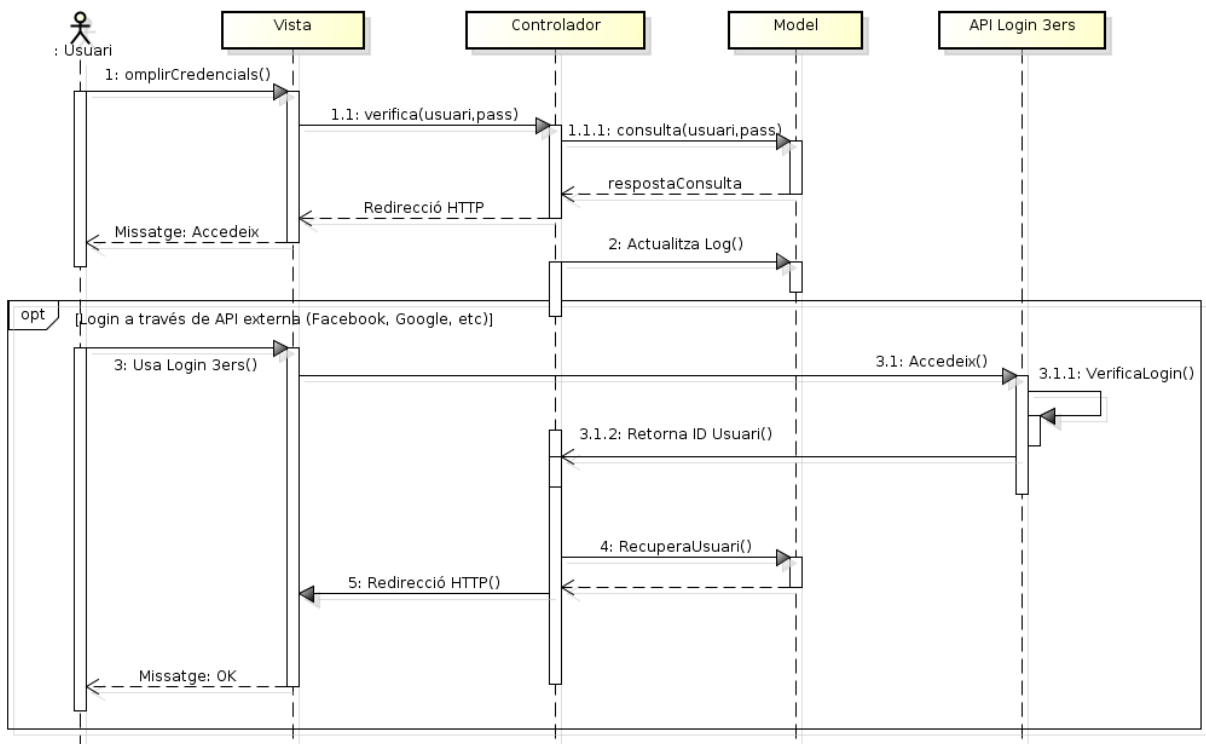 Vista
Controlador
Model
API Login 3ers
: Usuari
1: omplirCredencials()
1.1: verifica(usuari,pass)
1.1.1: consulta(usuari,pass)
respostaConsulta
Redirecció HTTP
Missatge: Accedeix
2: Actualitza Log()
opt
[Login a través de API externa (Facebook, Google, etc)]
3: Usa Login 3ers()
3.1: Accedeix()
3.1.1: VerificaLogin()
3.1.2: Retorna ID Usuari()
4: RecuperaUsuari()
5: Redirecció HTTP()
Missatge: OK